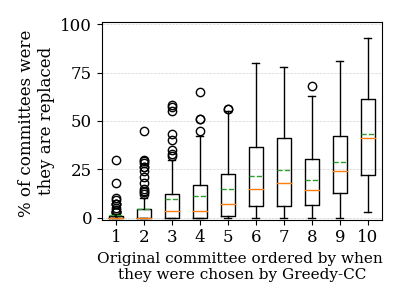 % of committees were
they are replaced
100
75
50
25
0
1 2 3 4 5 6 7 8 9 10
Original committee ordered by when
they were chosen by Greedy-CC